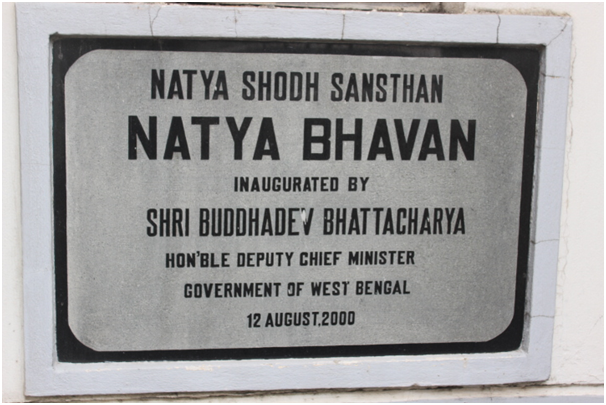 NATYA SHODH SANSTHAN
NATYA BHAVAN
INAUGURATED BY
SHRI BUDDHADEV BHATTACHARYA
HON'BLE DEPUTY CHIEF MINISTER
GOVERNMENT OF WEST BENGAL
12 AUGUST,2000